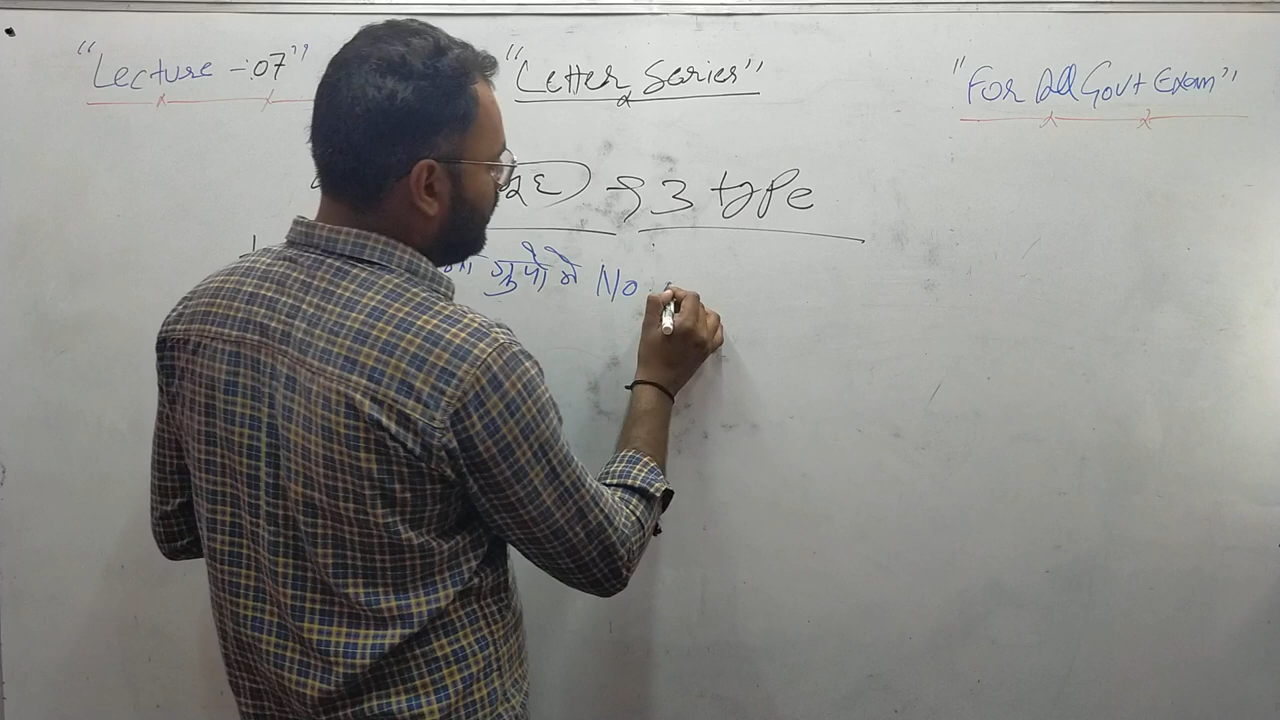 "Lecture -:07" "Letter Series" "For All Govt Exam"
3 type
ग्रुपो मे No